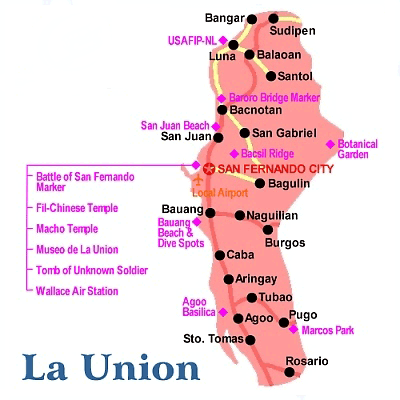 Bangar
Sudipen
USAFIP-NL
Luna
Balaoan
Santol
Baroro Bridge Marker
Bacnotan
San Juan Beach
San Juan
San Gabriel
Botanical
Garden
Bacsil Ridge
SAN FERNANDO CITY
Battle of San Fernando
Marker
Local Airport
Bagulin
Fil-Chinese Temple
Bauang
Naguilian
Macho Temple
Bauang
Beach &
Dive Spots
Burgos
Museo de La Union
Caba
Tomb of Unknown Soldier
Aringay
Wallace Air Station
Tubao
Agoo
Basilica
Agoo
Pugo
Marcos Park
Sto. Tomas
Rosario
La Union